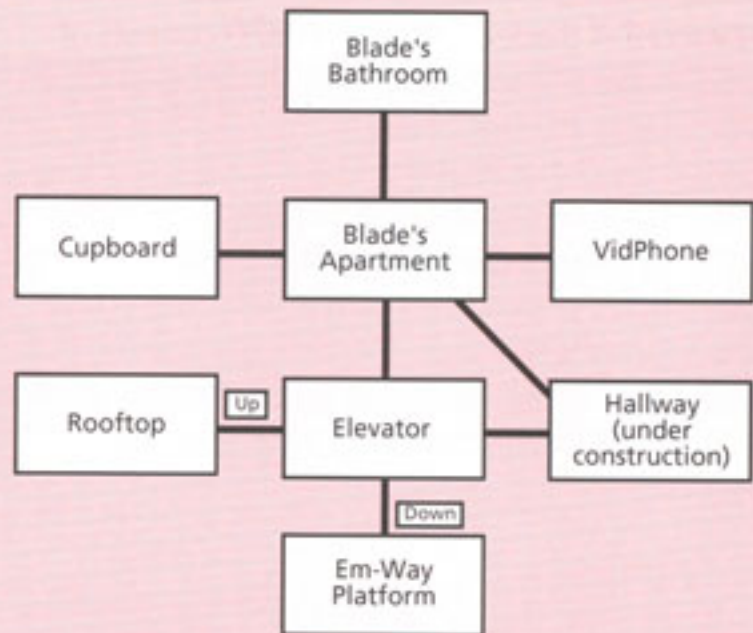 Blade's
Bathroom
Cupboard
Blade's
Apartment
VidPhone
Rooftop
Up
Elevator
Hallway
(under
construction)
Down
Em-Way
Platform